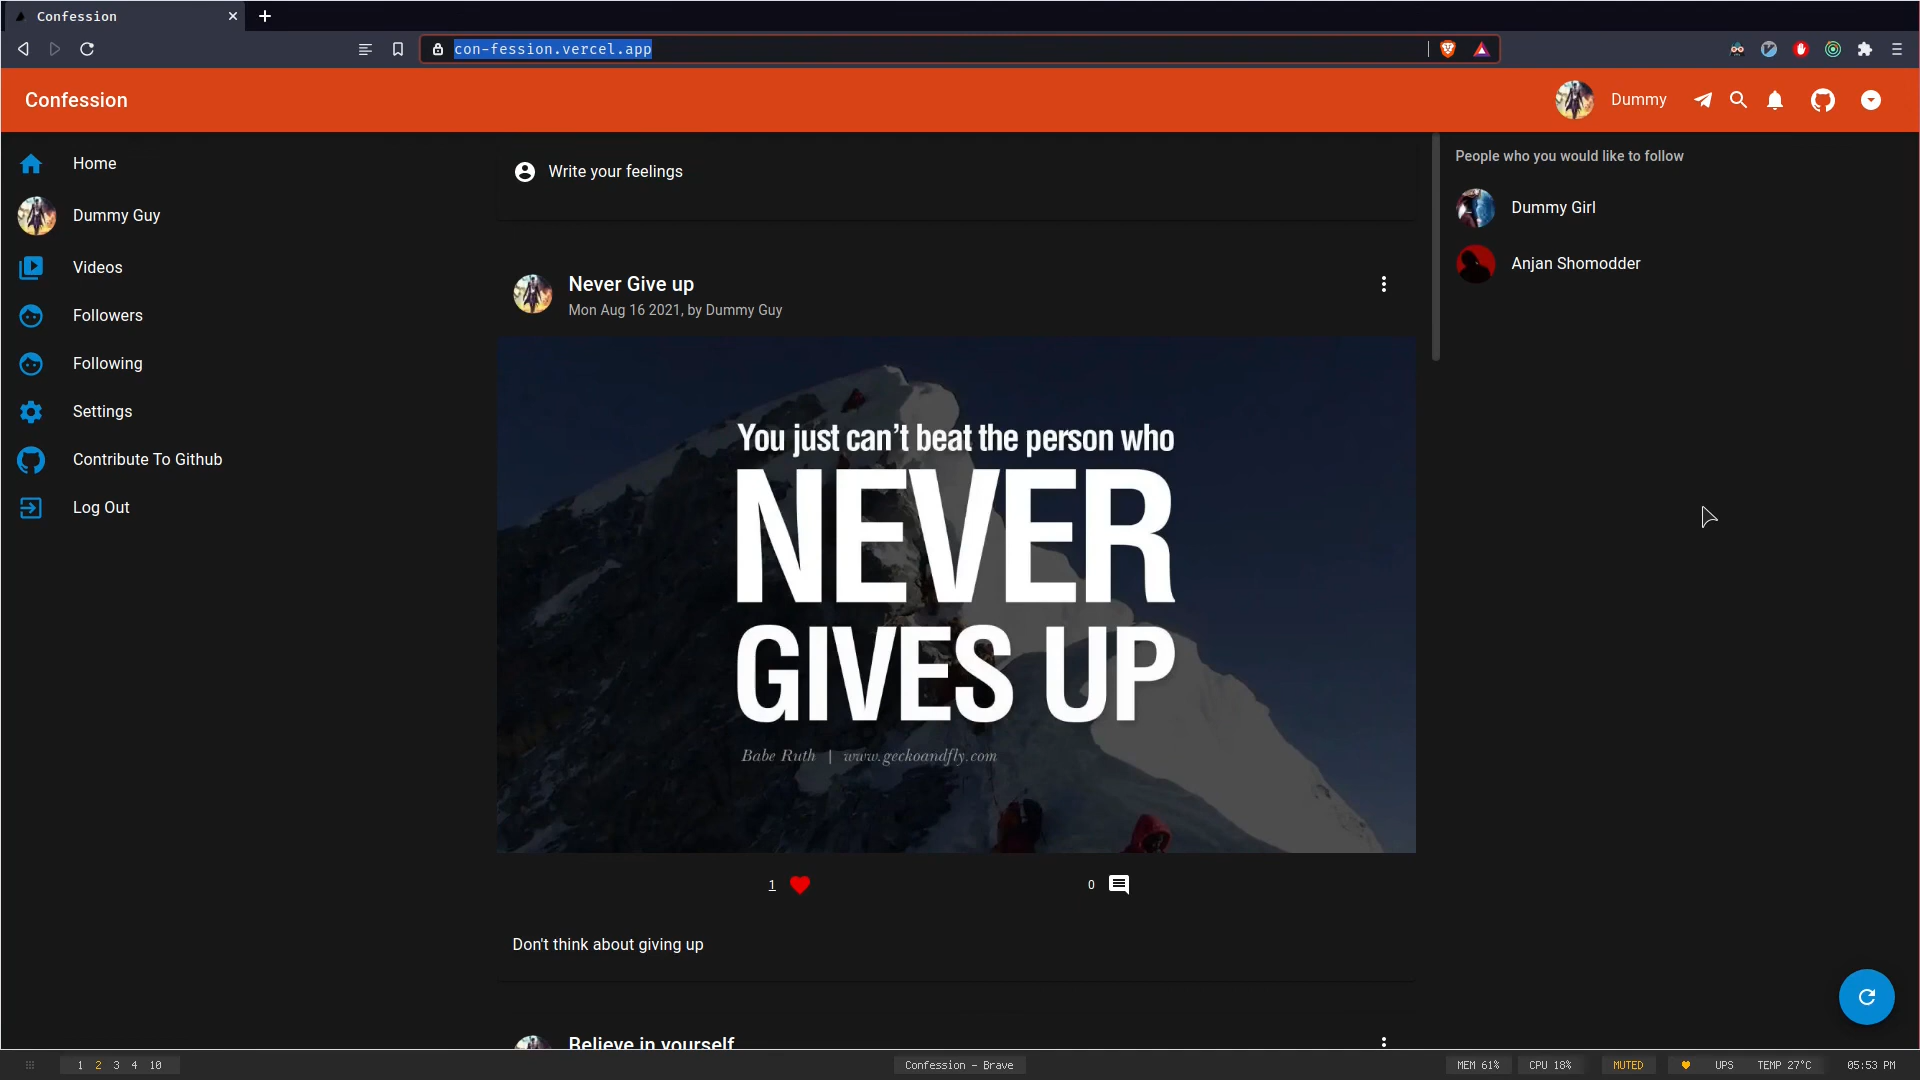 Confession
con-fession.vercel.app
Confession
Dummy
Home
Dummy Guy
Videos
Followers
Following
Settings
Contribute To Github
Log Out
Write your feelings
Never Give up
Mon Aug 16 2021, by Dummy Guy
You just can't beat the person who
NEVER
GIVES UP
Babe Ruth | www.geckoandfly.com
1
0
Don't think about giving up
Believe in yourself
People who you would like to follow
Dummy Girl
Anjan Shomodder
1 2 3 4 10
Confession – Brave
MEM 61% CPU 18% MUTED UPS TEMP 27°C 05:53 PM